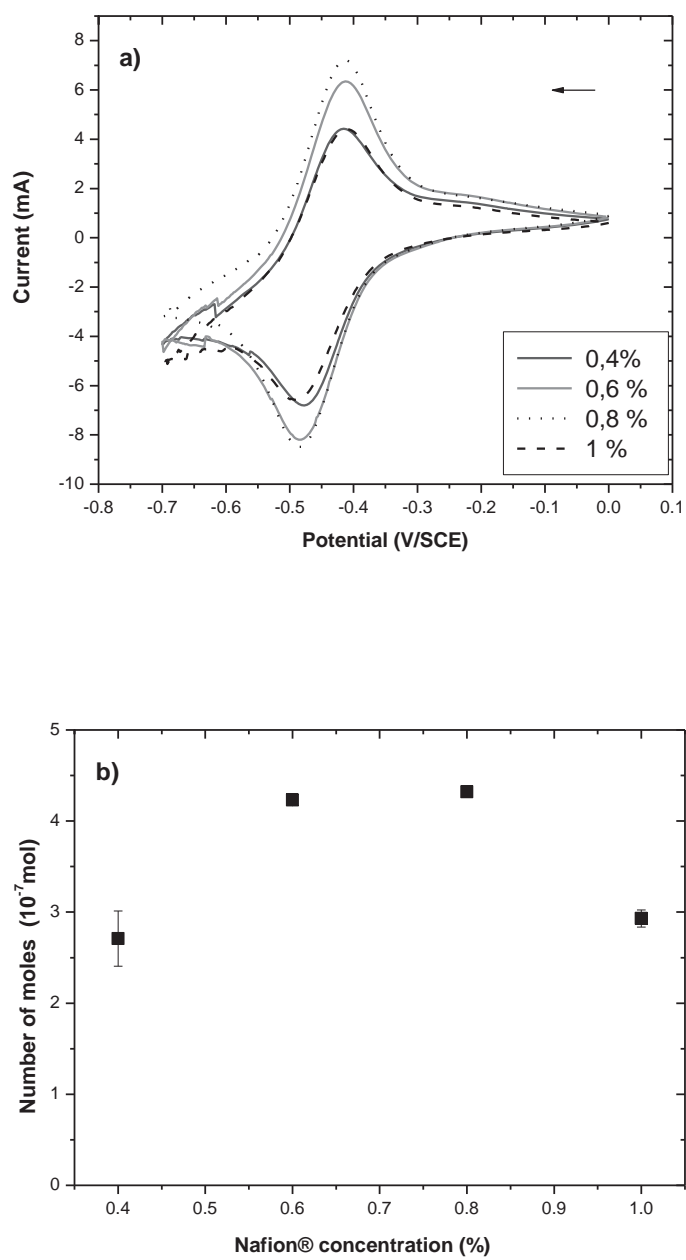 a)
8
6
4
2
0
-2
-4
-6
-8
-10
Current (mA)
0,4%
0,6 %
0,8 %
1 %
-0.8 -0.7 -0.6 -0.5 -0.4 -0.3 -0.2 -0.1 0.0 0.1
Potential (V/SCE)
b)
5
4
3
2
1
0
Number of moles (10⁻⁷mol)
0.4 0.5 0.6 0.7 0.8 0.9 1.0
Nafion® concentration (%)